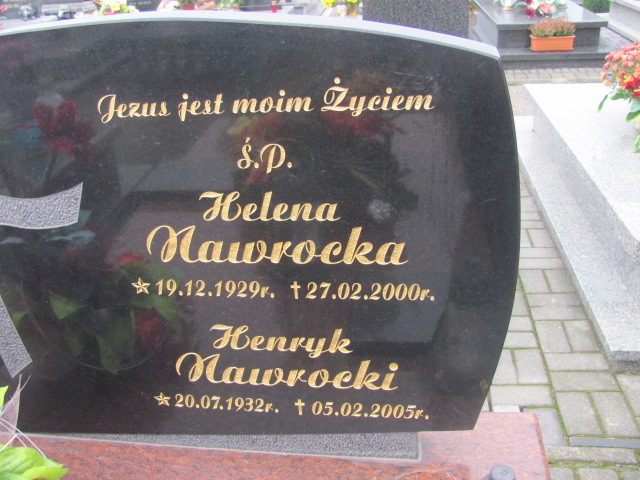 Jezus jest moim Życiem
Ś.P.
Helena
Nawrocka
19.12.1929r. †27.02.2000r.
Henryk
Nawrocki
20.07.1932r. †05.02.2005r.